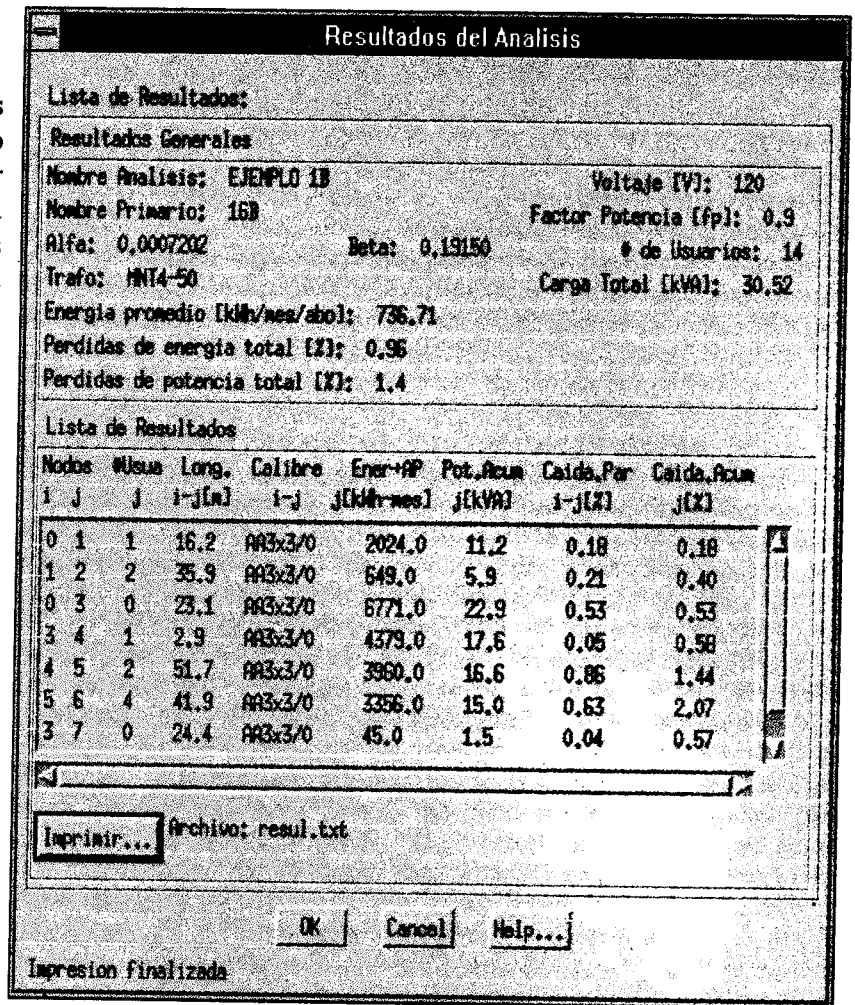 Resultados del Analisis
Lista de Resultados:
Resultados Generales
Nombre Analisis: EJEMPLO 1B Voltaje [V]: 120
Nombre Primario: 16B Factor Potencia [fp]: 0.9
Alfa: 0.0007202 Beta: 0.19150 # de Usuarios: 14
Trafo: MNT4-50 Carga Total [kVA]: 30.52
Energia promedio [kWh/mes/abo]: 736.71
Perdidas de energia total [%]: 0.96
Perdidas de potencia total [%]: 1.4
Lista de Resultados
Nodos #Usua Long. Calibre Ener+AP Pot.Acum Caida.Par Caida.Acum
i j j i-j[m] i-j j[kWh-mes] j[kVA] i-j[%] j[%]
0 1 1 16.2 AA3x3/0 2024.0 11.2 0.18 0.18
1 2 2 35.9 AA3x3/0 649.0 5.9 0.21 0.40
0 3 0 23.1 AA3x3/0 6771.0 22.9 0.53 0.53
3 4 1 2.9 AA3x3/0 4379.0 17.6 0.05 0.58
4 5 2 51.7 AA3x3/0 3960.0 16.6 0.86 1.44
5 6 4 41.9 AA3x3/0 3356.0 15.0 0.63 2.07
3 7 0 24.4 AA3x3/0 45.0 1.5 0.04 0.57
Imprimir... Archivo: resul.txt
OK Cancel Help...
Impresion finalizada